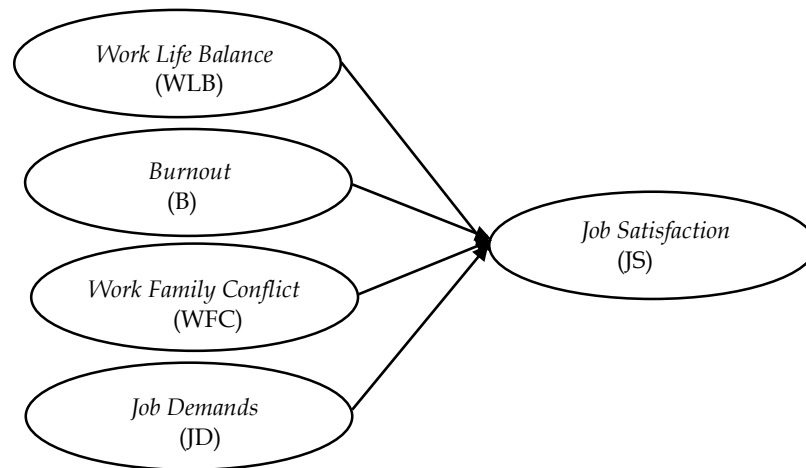 Work Life Balance
(WLB)
Burnout
(B)
Work Family Conflict
(WFC)
Job Demands
(JD)
Job Satisfaction
(JS)